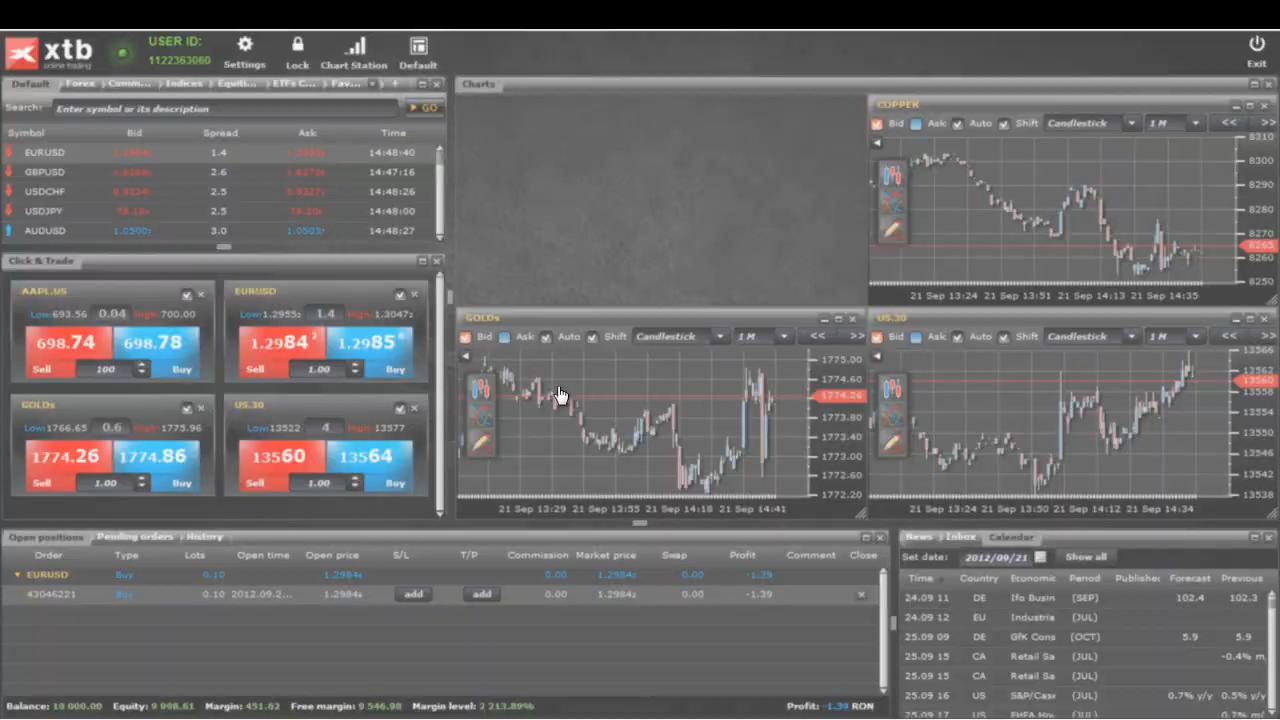 xtb
online trading
USER ID:
1122363060
Settings
Lock
Chart Station
Default
Exit
Default Forex Comm... Indices Equiti... ETFs C... Fav... +
Search: Enter symbol or its description GO
Symbol Bid Spread Ask Time
EURUSD 1.4 14:48:40
GBPUSD 2.6 14:47:16
USDCHF 2.5 14:48:26
USDJPY 2.5 14:48:00
AUDUSD 3.0 14:48:27
Click & Trade
AAPL.US
Low:693.56 0.04 High:700.00
698.74 698.78
Sell 100 Buy
EURUSD
Low:1.2955 1.4 High:1.3047
1.2984 1.2985
Sell 1.00 Buy
GOLDs
Low:1766.65 0.6 High:1775.96
1774.26 1774.86
Sell 1.00 Buy
US.30
Low:13522 4 High:13577
13560 13564
Sell 1.00 Buy
Charts
COPPER
Bid Ask Auto Shift Candlestick 1 M << >>
8310
8300
8290
8280
8270
8265
8260
8250
21 Sep 13:24 21 Sep 13:51 21 Sep 14:13 21 Sep 14:35
GOLDs
Bid Ask Auto Shift Candlestick 1 M << >>
1775.00
1774.60
1774.26
1773.80
1773.40
1773.00
1772.60
1772.20
21 Sep 13:29 21 Sep 13:55 21 Sep 14:18 21 Sep 14:41
US.30
Bid Ask Auto Shift Candlestick 1 M << >>
13566
13562
13560
13558
13554
13550
13546
13542
13538
21 Sep 13:24 21 Sep 13:50 21 Sep 14:12 21 Sep 14:34
Open positions Pending orders History
Order Type Lots Open time Open price S/L T/P Commission Market price Swap Profit Comment Close
EURUSD Buy 0.10 1.2984 0.00 1.2984 0.00 -1.39
43046221 Buy 0.10 2012.09.2... 1.2984 add add 0.00 1.2984 0.00 -1.39
Balance: 10 000.00 Equity: 9 998.61 Margin: 451.62 Free margin: 9 546.98 Margin level: 2 213.89% Profit: -1.39 RON
News Inbox Calendar
Set date: 2012/09/21 Show all
Time Country Economic Period Publisher Forecast Previous
24.09 11 DE Ifo Busin (SEP) 102.4 102.3
24.09 12 EU Industria (JUL)
25.09 09 DE GfK Cons (OCT) 5.9 5.9
25.09 15 CA Retail Sa (JUL) -0.4% m
25.09 15 CA Retail Sa (JUL)
25.09 16 US S&P/Case (JUL) 0.7% y/y 0.5% y/y
25.09 17 US (JUL) 0.7% m